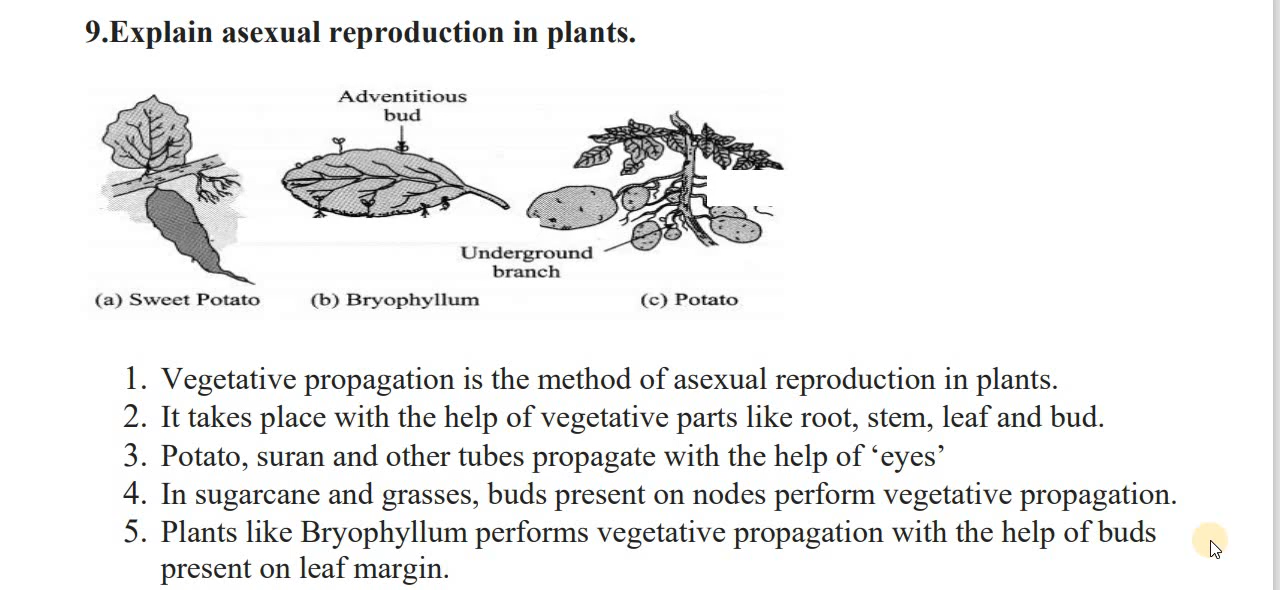 9.Explain asexual reproduction in plants.
Adventitious
bud
Underground
branch
(a) Sweet Potato
(b) Bryophyllum
(c) Potato
1. Vegetative propagation is the method of asexual reproduction in plants.
2. It takes place with the help of vegetative parts like root, stem, leaf and bud.
3. Potato, suran and other tubes propagate with the help of ‘eyes’
4. In sugarcane and grasses, buds present on nodes perform vegetative propagation.
5. Plants like Bryophyllum performs vegetative propagation with the help of buds
present on leaf margin.